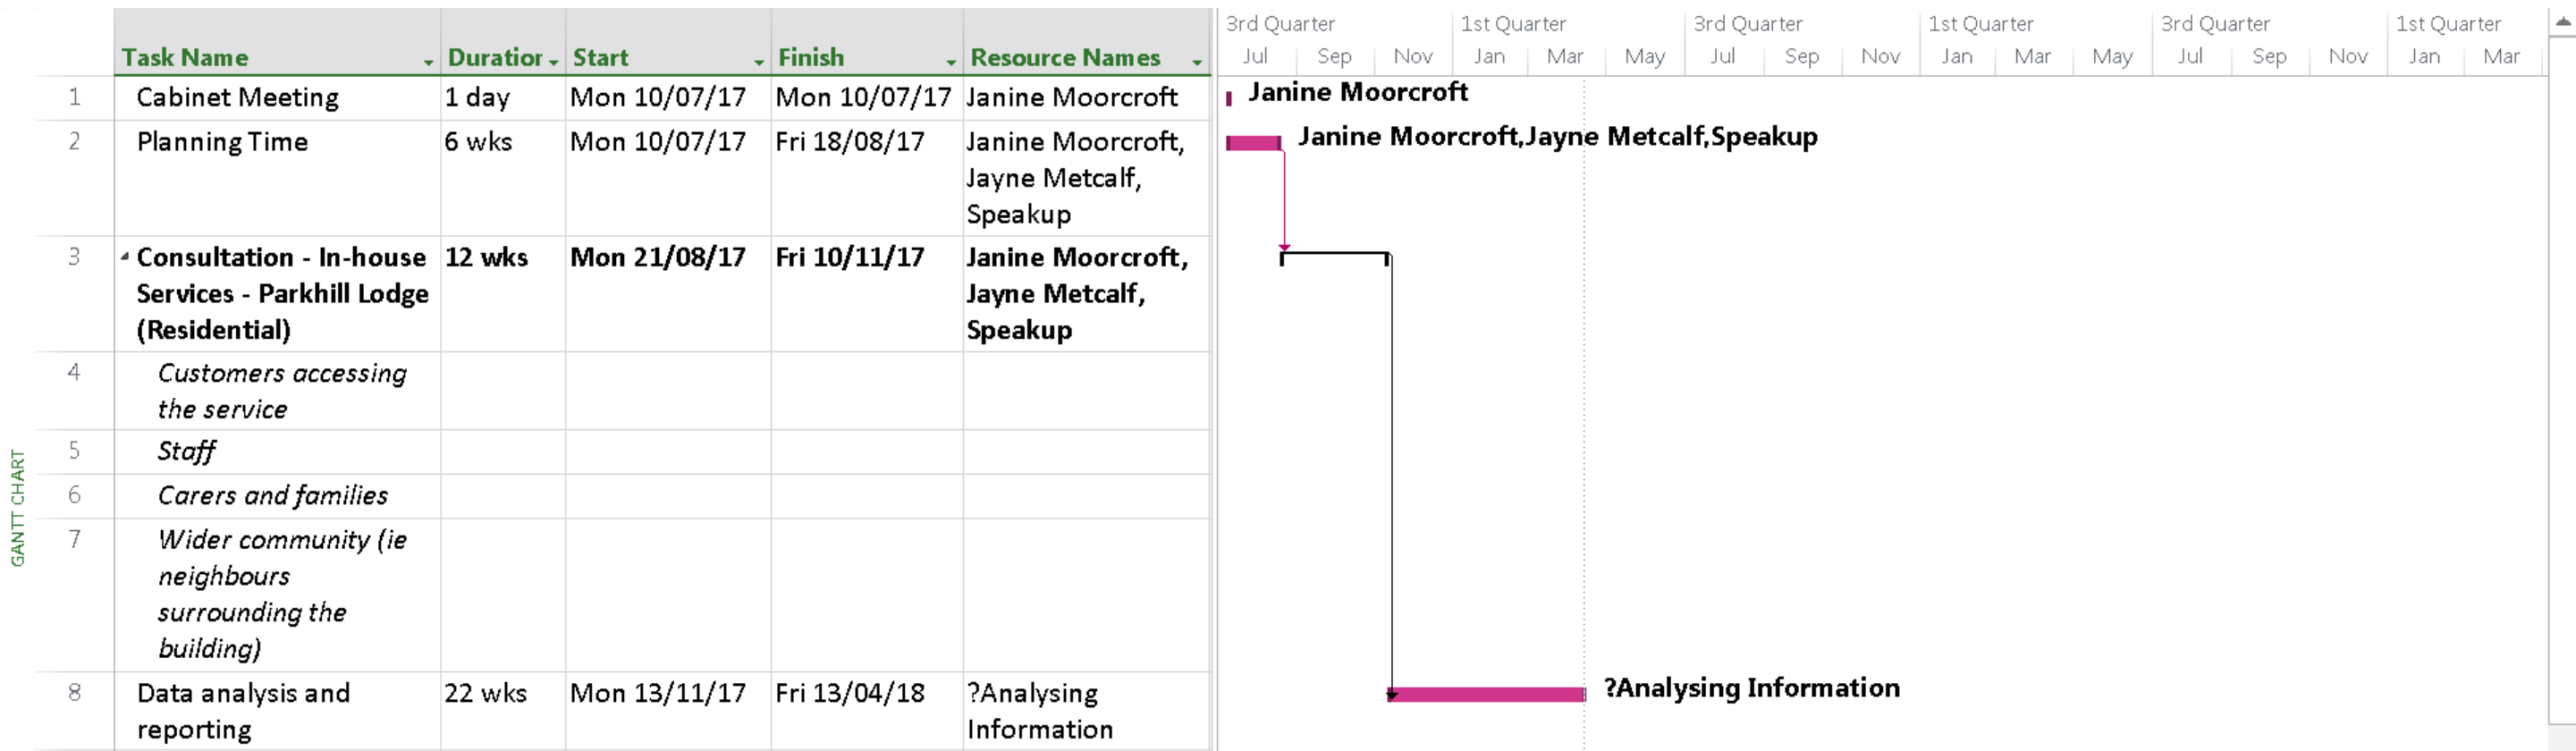 3rd Quarter 1st Quarter 3rd Quarter 1st Quarter 3rd Quarter 1st Quarter
Task Name Duration Start Finish Resource Names Jul Sep Nov Jan Mar May Jul Sep Nov Jan Mar May Jul Sep Nov Jan Mar
1 Cabinet Meeting 1 day Mon 10/07/17 Mon 10/07/17 Janine Moorcroft Janine Moorcroft
2 Planning Time 6 wks Mon 10/07/17 Fri 18/08/17 Janine Moorcroft, Janine Moorcroft,Jayne Metcalf,Speakup
Jayne Metcalf,
Speakup
3 Consultation - In-house 12 wks Mon 21/08/17 Fri 10/11/17 Janine Moorcroft,
Services - Parkhill Lodge Jayne Metcalf,
(Residential) Speakup
4 Customers accessing
the service
5 Staff
6 Carers and families
7 Wider community (ie
neighbours
surrounding the
building)
8 Data analysis and 22 wks Mon 13/11/17 Fri 13/04/18 ?Analysing ?Analysing Information
reporting Information
GANTT CHART